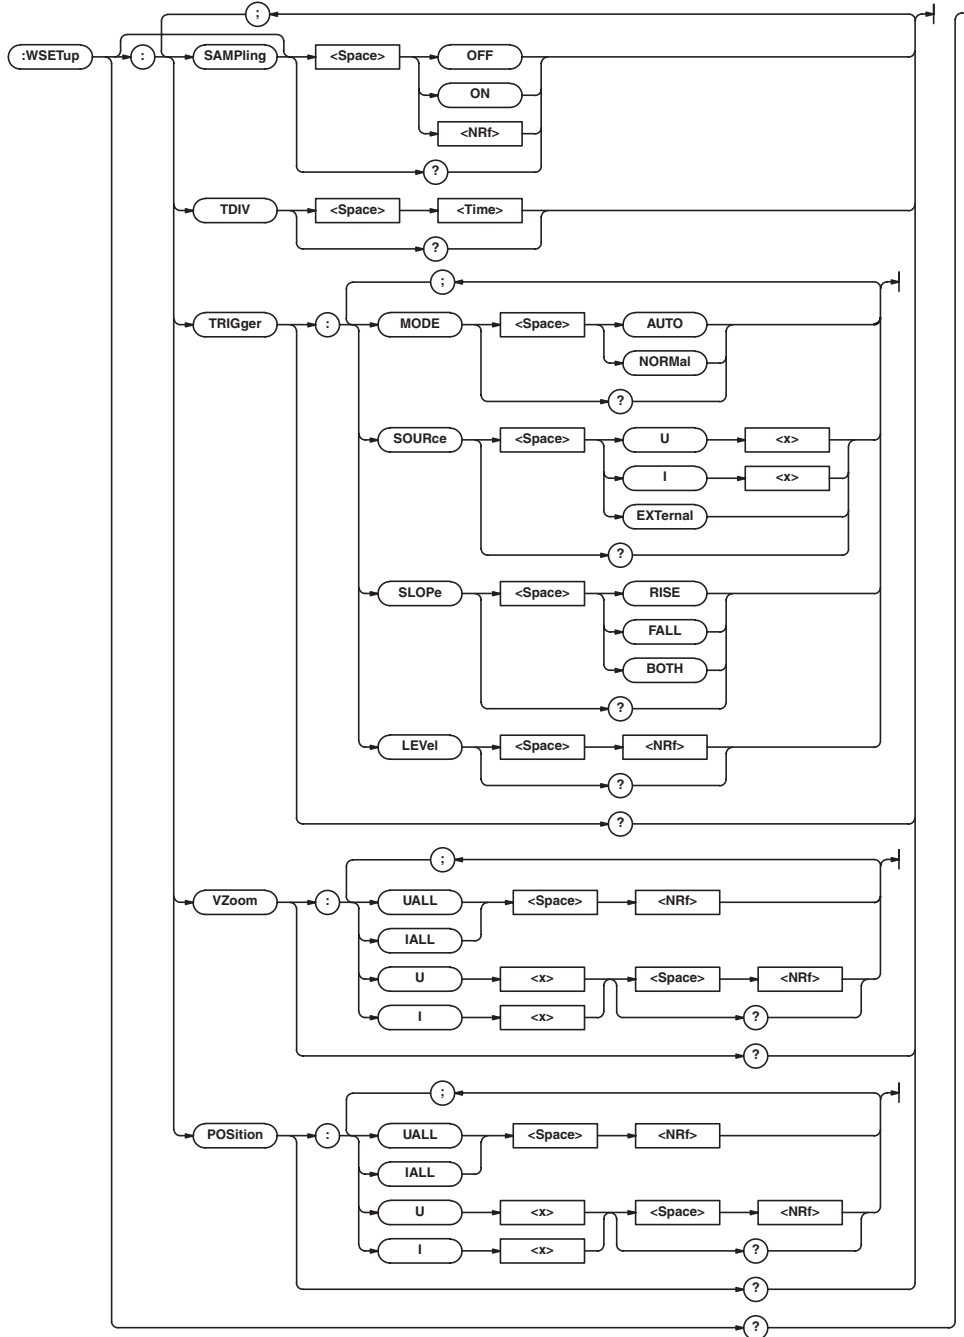 ;
:WSETup : SAMPling <Space> OFF
ON
<NRf>
?
TDIV <Space> <Time>
?
;
TRIGger : MODE <Space> AUTO
NORMal
?
SOURce <Space> U <x>
I <x>
EXTernal
?
SLOPe <Space> RISE
FALL
BOTH
?
LEVel <Space> <NRf>
?
?
;
VZoom : UALL <Space> <NRf>
IALL
U <x> <Space> <NRf>
I <x> ?
?
;
POSition : UALL <Space> <NRf>
IALL
U <x> <Space> <NRf>
I <x> ?
?
?